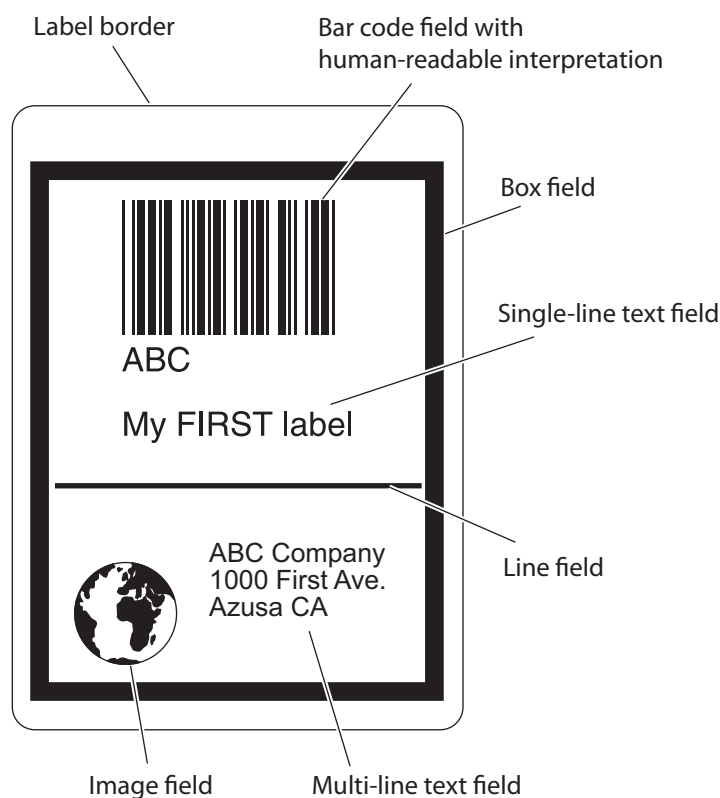 Label border
Bar code field with
human-readable interpretation
Box field
Single-line text field
ABC
My FIRST label
ABC Company
1000 First Ave.
Azusa CA
Line field
Image field
Multi-line text field